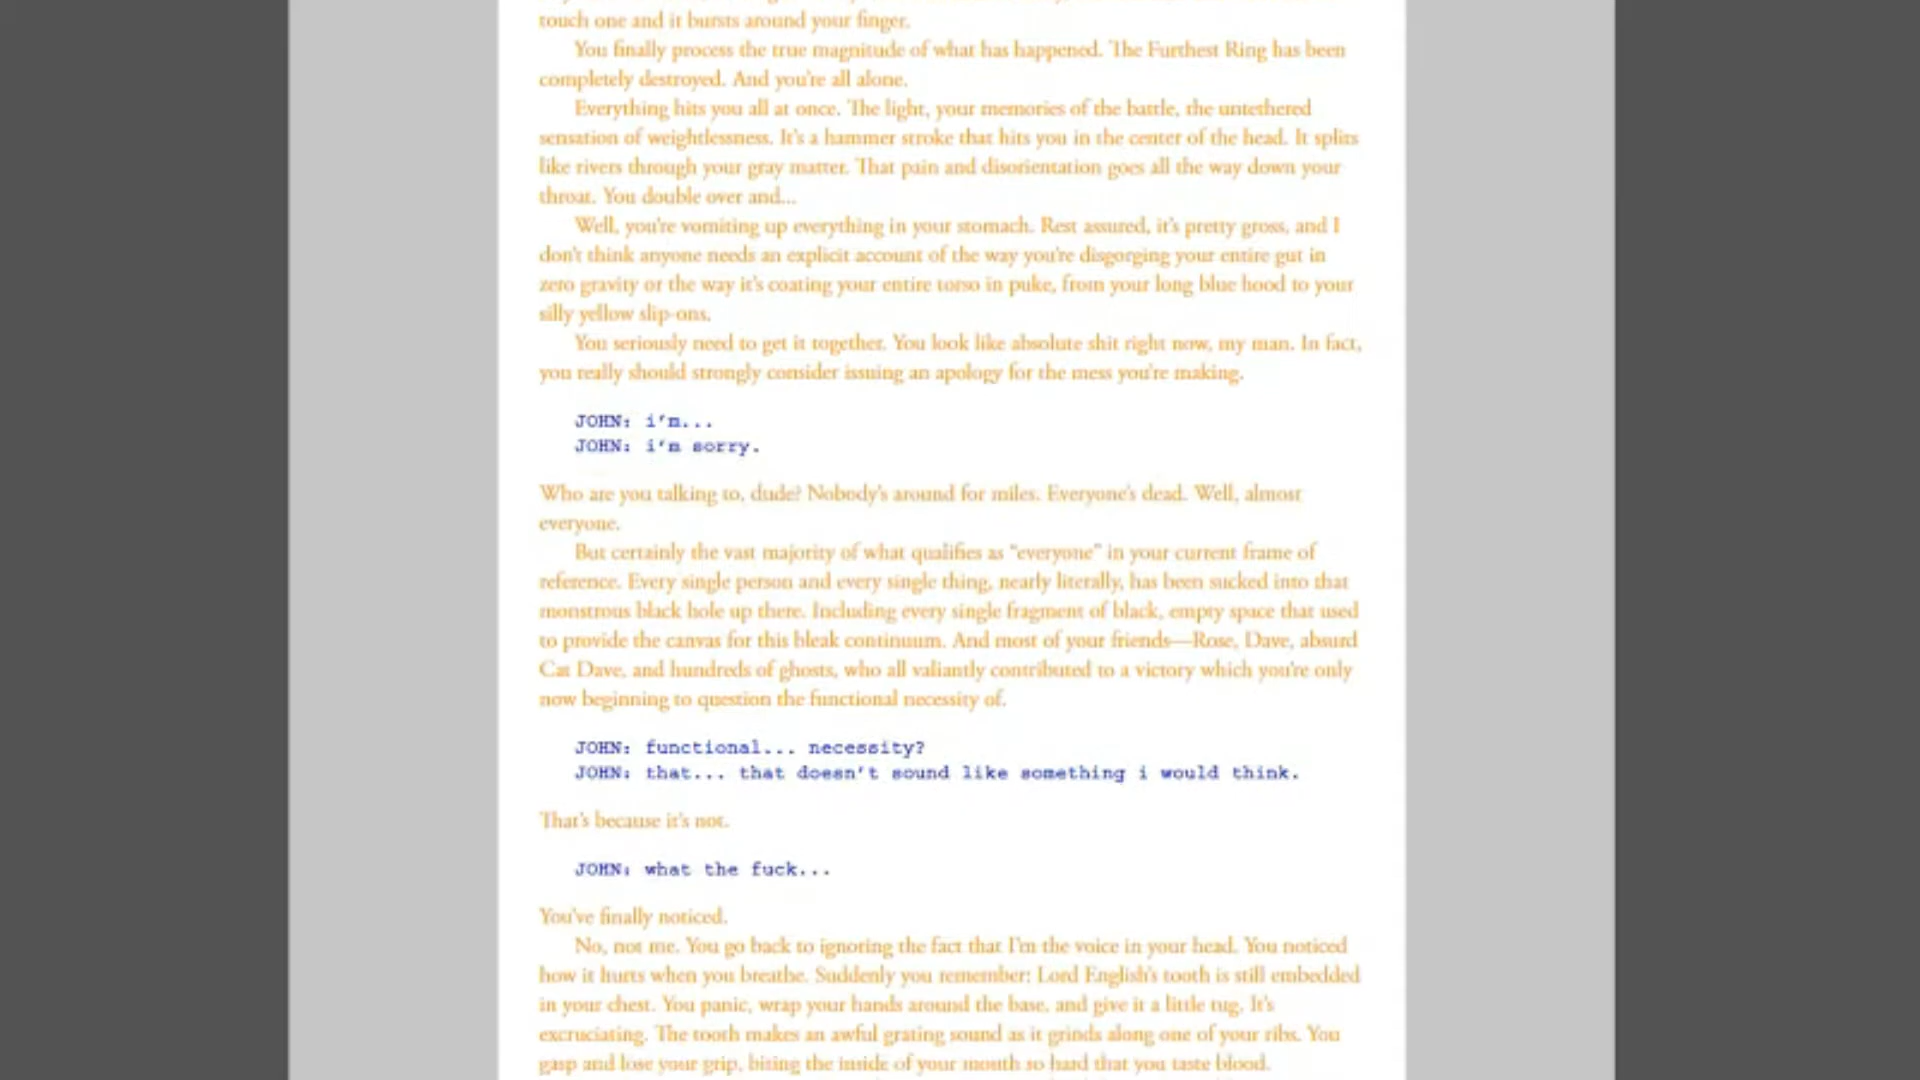 touch one and it bursts around your finger.
You finally process the true magnitude of what has happened. The Furthest Ring has been
completely destroyed. And you're all alone.
Everything hits you all at once. The light, your memories of the battle, the untethered
sensation of weightlessness. It's a hammer stroke that hits you in the center of the head. It splits
like rivers through your gray matter. That pain and disorientation goes all the way down your
throat. You double over and...
Well, you're vomiting up everything in your stomach. Rest assured, it's pretty gross, and I
don't think anyone needs an explicit account of the way you're disgorging your entire gut in
zero gravity or the way it's coating your entire torso in puke, from your long blue hood to your
silly yellow slip-ons.
You seriously need to get it together. You look like absolute shit right now, my man. In fact,
you really should strongly consider issuing an apology for the mess you're making.
JOHN: i'm...
JOHN: i'm sorry.
Who are you talking to, dude? Nobody's around for miles. Everyone's dead. Well, almost
everyone.
But certainly the vast majority of what qualifies as "everyone" in your current frame of
reference. Every single person and every single thing, nearly literally, has been sucked into that
monstrous black hole up there. Including every single fragment of black, empty space that used
to provide the canvas for this bleak continuum. And most of your friends—Rose, Dave, absurd
Cat Dave, and hundreds of ghosts, who all valiantly contributed to a victory which you're only
now beginning to question the functional necessity of.
JOHN: functional... necessity?
JOHN: that... that doesn't sound like something i would think.
That's because it's not.
JOHN: what the fuck...
You've finally noticed.
No, not me. You go back to ignoring the fact that I'm the voice in your head. You noticed
how it hurts when you breathe. Suddenly you remember: Lord English's tooth is still embedded
in your chest. You panic, wrap your hands around the base, and give it a little tug. It's
excruciating. The tooth makes an awful grating sound as it grinds along one of your ribs. You
gasp and lose your grip, biting the inside of your mouth so hard that you taste blood.